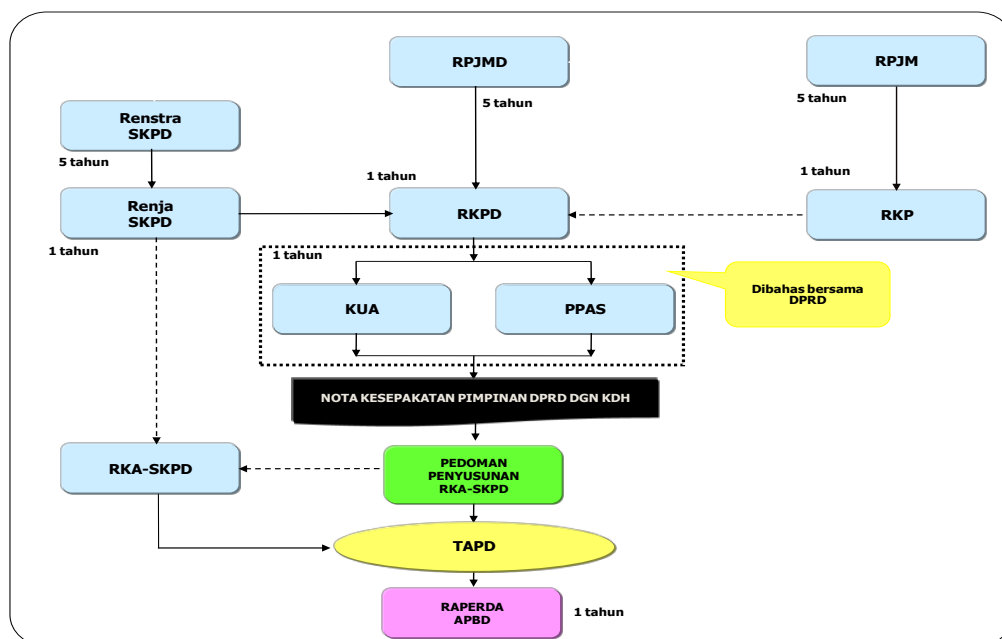 RPJMD
RPJM
5 tahun
5 tahun
Renstra
SKPD
5 tahun
1 tahun
1 tahun
Renja
SKPD
RKPD
RKP
1 tahun
1 tahun
Dibahas bersama
DPRD
KUA
PPAS
NOTA KESEPAKATAN PIMPINAN DPRD DGN KDH
RKA-SKPD
PEDOMAN
PENYUSUNAN
RKA-SKPD
TAPD
RAPERDA
APBD
1 tahun